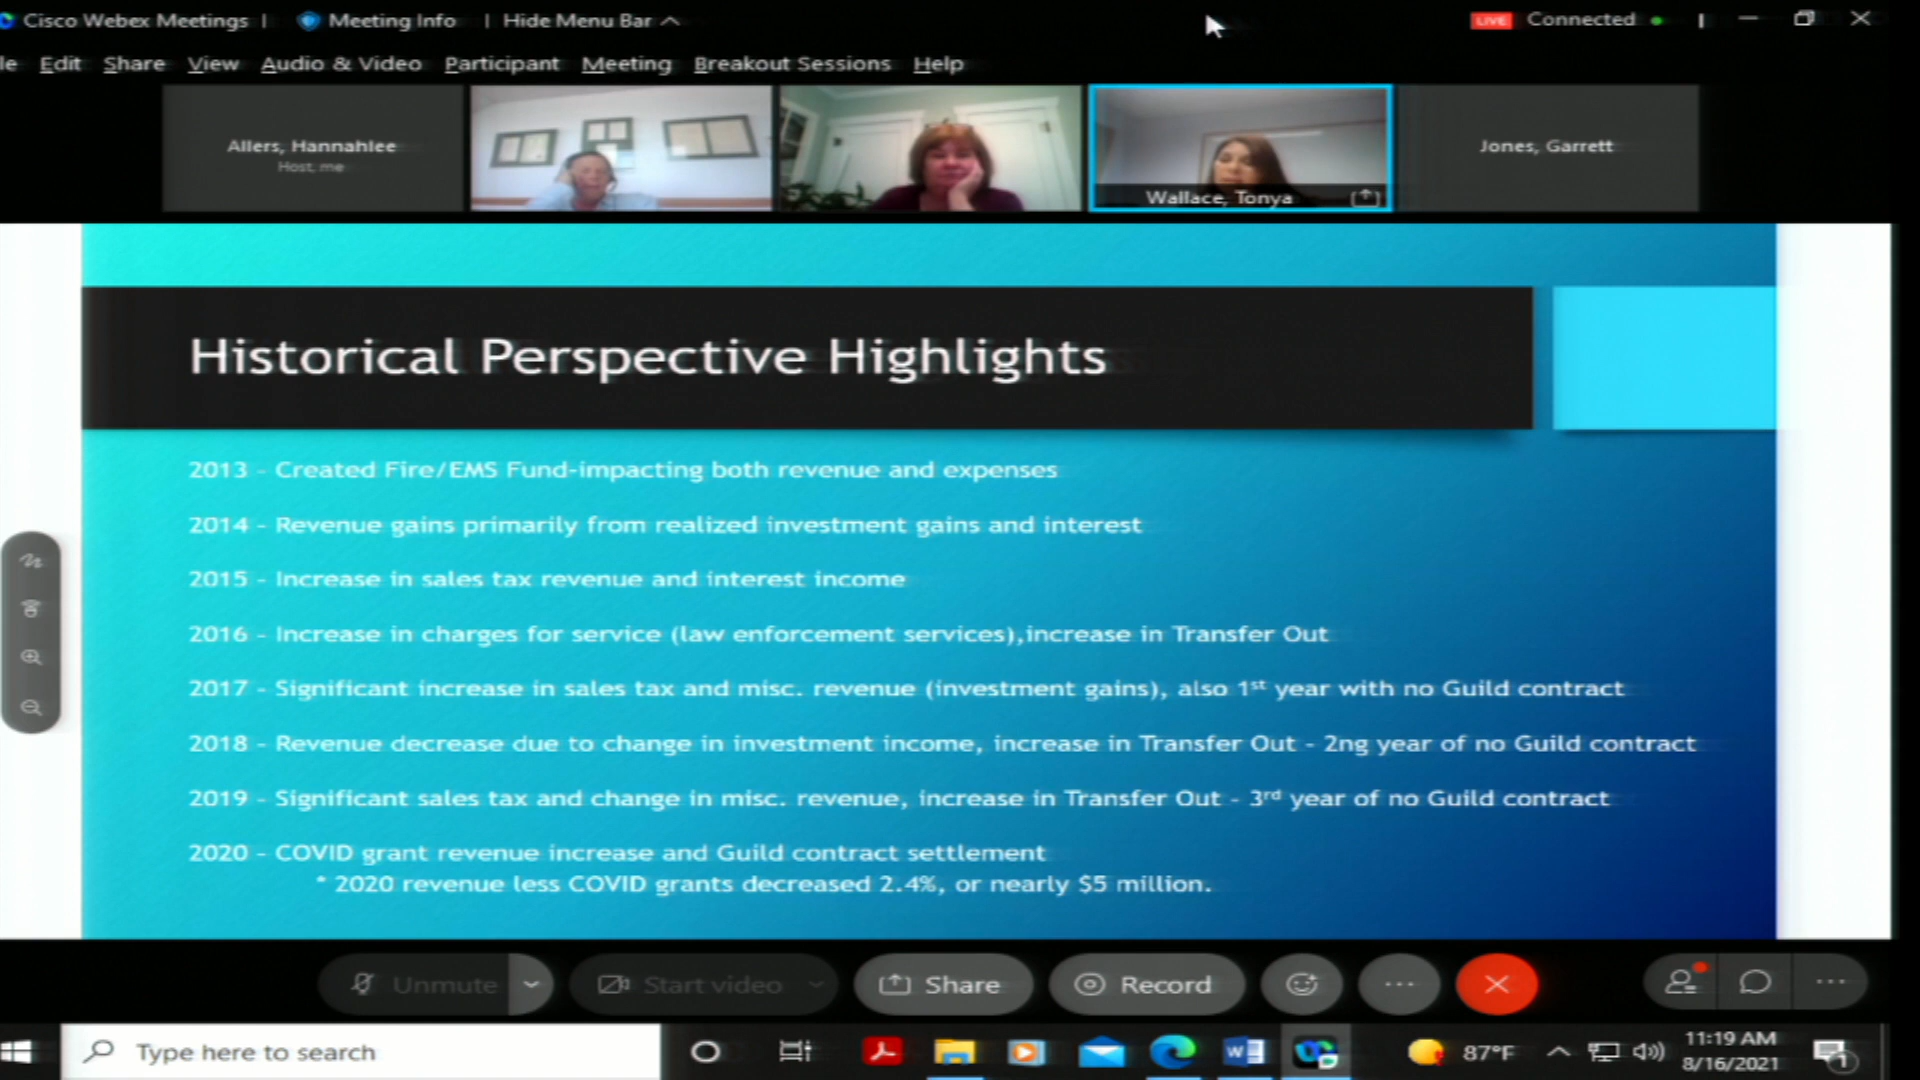 Cisco Webex Meetings | Meeting Info | Hide Menu Bar LIVE Connected
le Edit Share View Audio & Video Participant Meeting Breakout Sessions Help
Allers, Hannahlee
Host, me
Wallace, Tonya
Jones, Garrett
Historical Perspective Highlights
2013 - Created Fire/EMS Fund-impacting both revenue and expenses
2014 - Revenue gains primarily from realized investment gains and interest
2015 - Increase in sales tax revenue and interest income
2016 - Increase in charges for service (law enforcement services),increase in Transfer Out
2017 - Significant increase in sales tax and misc. revenue (investment gains), also 1st year with no Guild contract
2018 - Revenue decrease due to change in investment income, increase in Transfer Out - 2ng year of no Guild contract
2019 - Significant sales tax and change in misc. revenue, increase in Transfer Out - 3rd year of no Guild contract
2020 - COVID grant revenue increase and Guild contract settlement
* 2020 revenue less COVID grants decreased 2.4%, or nearly $5 million.
Unmute Start video Share Record
Type here to search
87°F
11:19 AM
8/16/2021
1